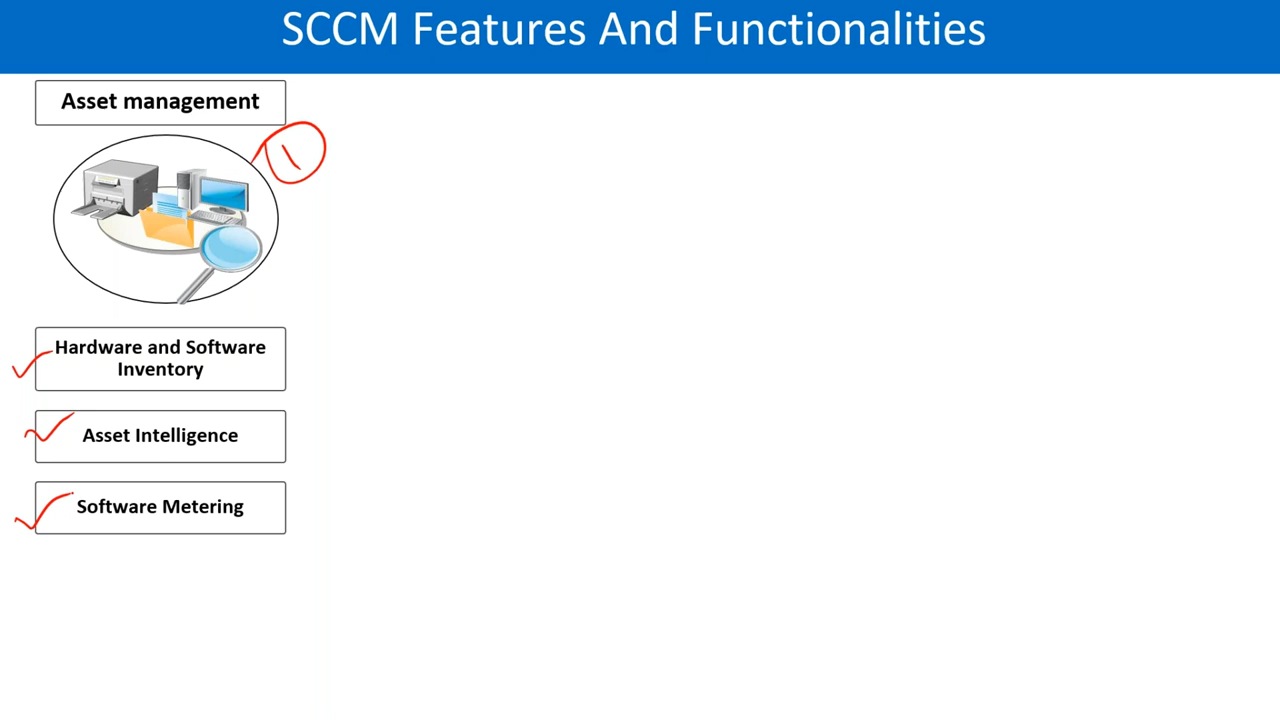 SCCM Features And Functionalities
Asset management
1
Hardware and Software
Inventory
Asset Intelligence
Software Metering